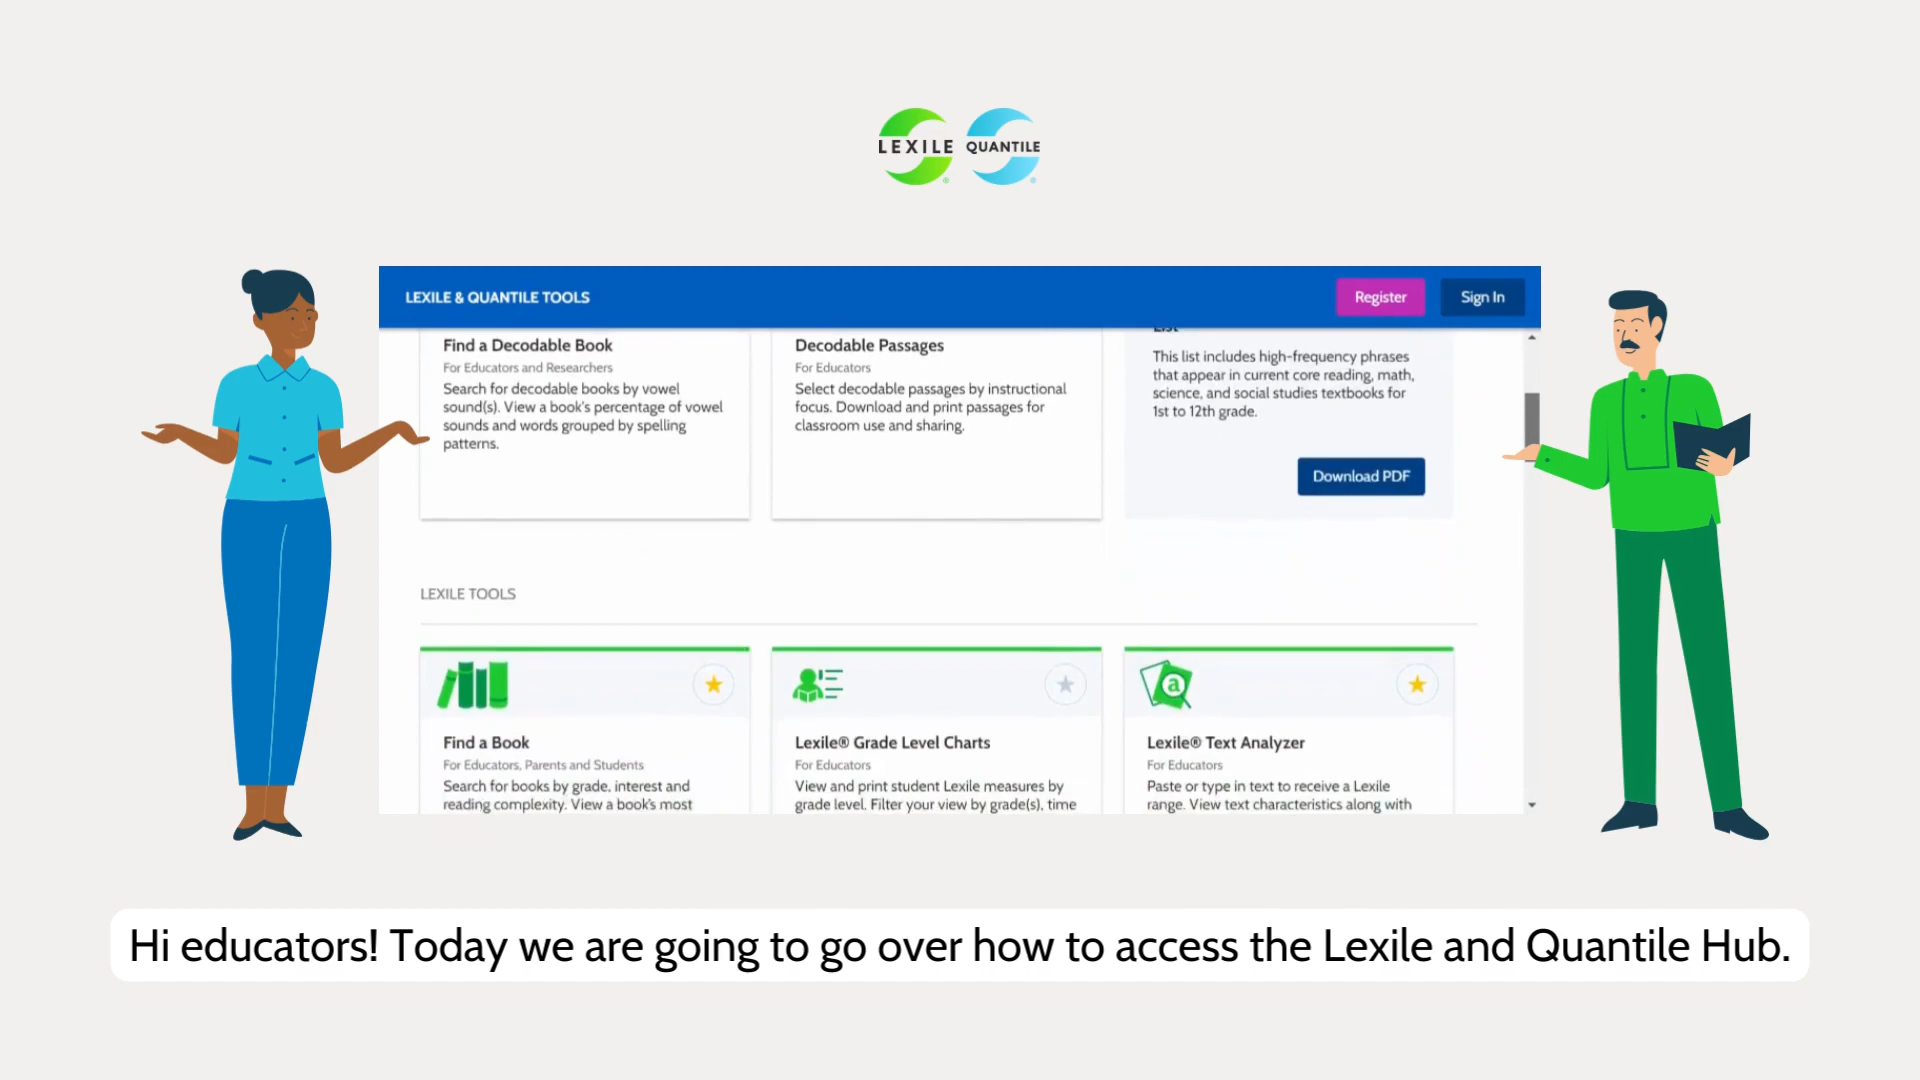 LEXILE QUANTILE
LEXILE & QUANTILE TOOLS
Register
Sign In
Find a Decodable Book
For Educators and Researchers
Search for decodable books by vowel
sound(s). View a book's percentage of vowel
sounds and words grouped by spelling
patterns.
Decodable Passages
For Educators
Select decodable passages by instructional
focus. Download and print passages for
classroom use and sharing.
List
This list includes high-frequency phrases
that appear in current core reading, math,
science, and social studies textbooks for
1st to 12th grade.
Download PDF
LEXILE TOOLS
Find a Book
For Educators, Parents and Students
Search for books by grade, interest and
reading complexity. View a book's most
Lexile® Grade Level Charts
For Educators
View and print student Lexile measures by
grade level. Filter your view by grade(s), time
a
Lexile® Text Analyzer
For Educators
Paste or type in text to receive a Lexile
range. View text characteristics along with
Hi educators! Today we are going to go over how to access the Lexile and Quantile Hub.